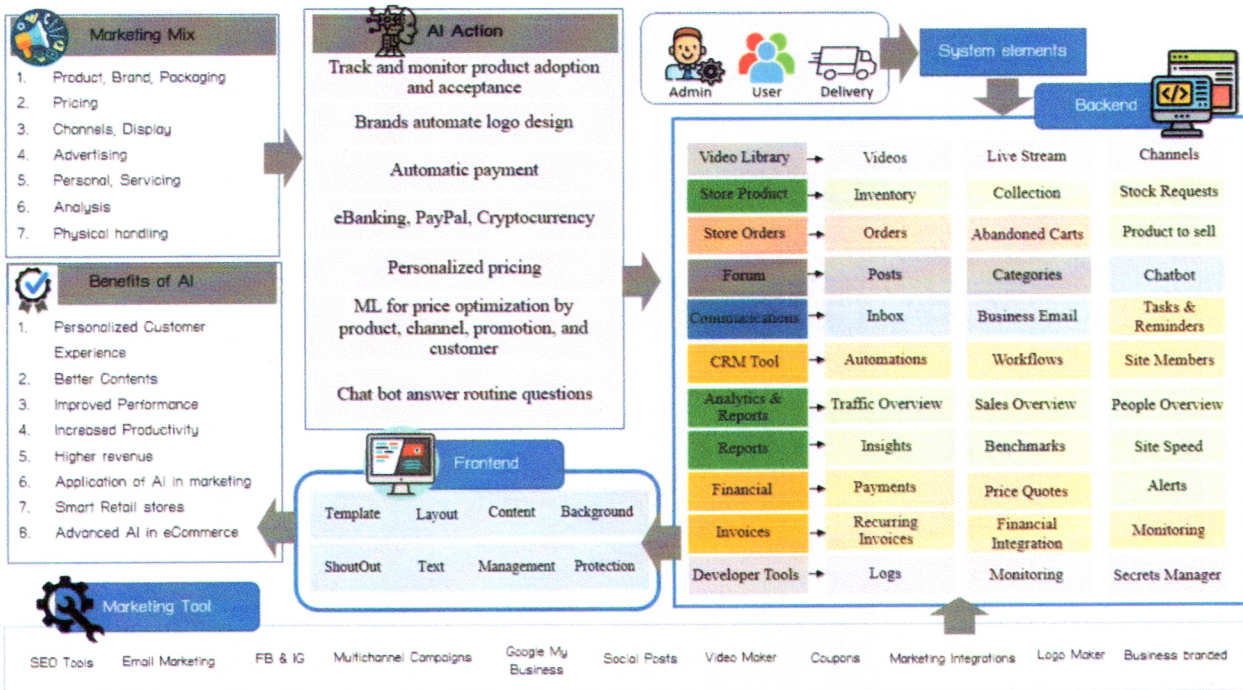 Marketing Mix
1. Product, Brand, Packaging
2. Pricing
3. Channels, Display
4. Advertising
5. Personal, Servicing
6. Analysis
7. Physical handling
Benefits of AI
1. Personalized Customer
Experience
2. Better Contents
3. Improved Performance
4. Increased Productivity
5. Higher revenue
6. Application of AI in marketing
7. Smart Retail stores
8. Advanced AI in eCommerce
AI Action
Track and monitor product adoption
and acceptance
Brands automate logo design
Automatic payment
eBanking, PayPal, Cryptocurrency
Personalized pricing
ML for price optimization by
product, channel, promotion, and
customer
Chat bot answer routine questions
Admin User Delivery
System elements
Backend
</>
Video Library Videos Live Stream Channels
Store Product Inventory Collection Stock Requests
Store Orders Orders Abandoned Carts Product to sell
Forum Posts Categories Chatbot
Communications Inbox Business Email Tasks &
Reminders
CRM Tool Automations Workflows Site Members
Analytics &
Reports Traffic Overview Sales Overview People Overview
Reports Insights Benchmarks Site Speed
Financial Payments Price Quotes Alerts
Invoices Recurring
Invoices Financial
Integration Monitoring
Developer Tools Logs Monitoring Secrets Manager
Frontend
Template Layout Content Background
ShoutOut Text Management Protection
Marketing Tool
SEO Tools Email Marketing FB & IG Multichannel Campaigns Google My
Business Social Posts Video Maker Coupons Marketing Integrations Logo Maker Business branded